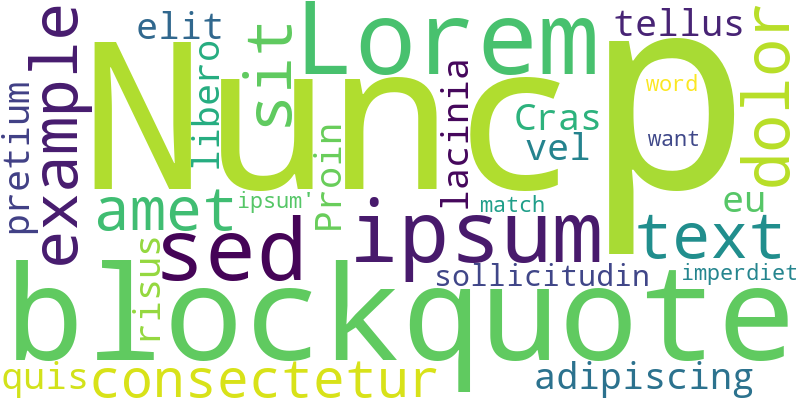 elit
Lorem
tellus
example
Nunc
p
sit
dolor
libero
pretium
lacinia
word
Cras
want
vel
Proin
amet
ipsum'
match
eu
sed
ipsum
text
risus
sollicitudin
imperdiet
blockquote
quis
consectetur
adipiscing